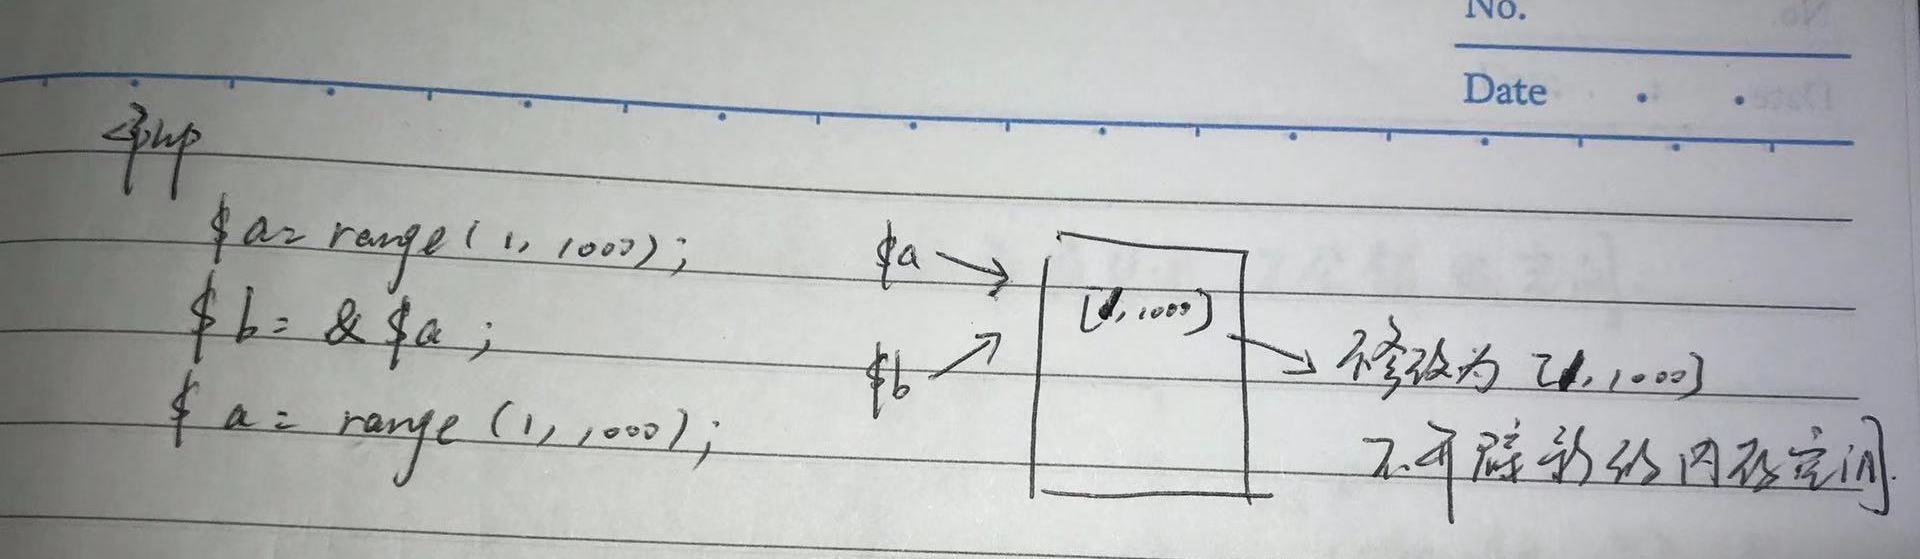 No.
Date
<?php
$a = range(1, 1000);
$b = &$a;
$a = range(1, 1000);
$a
$b
[1, 1000]
修改为 [1, 1000]
不开辟新的内存空间.